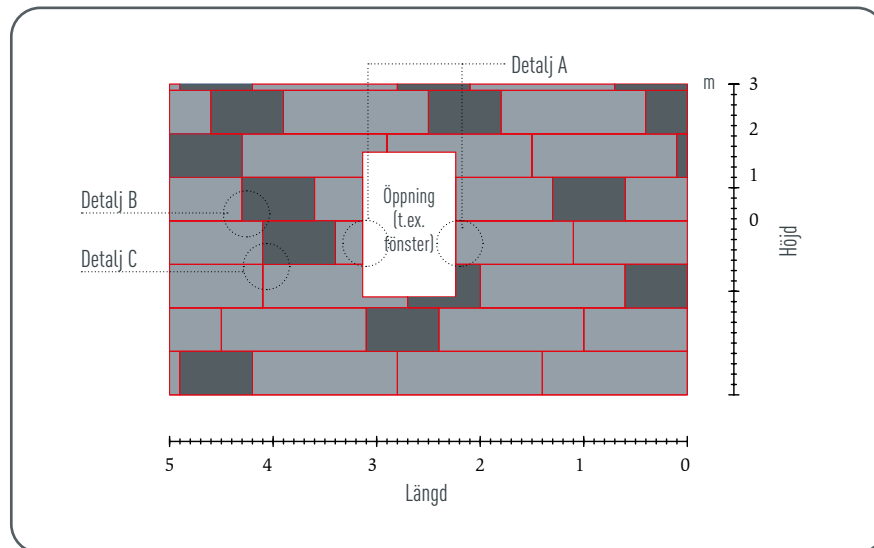 Detalj A
m
3
2
1
0
Höjd
Detalj B
Detalj C
Öppning
(t.ex.
fönster)
5
4
3
2
1
0
Längd